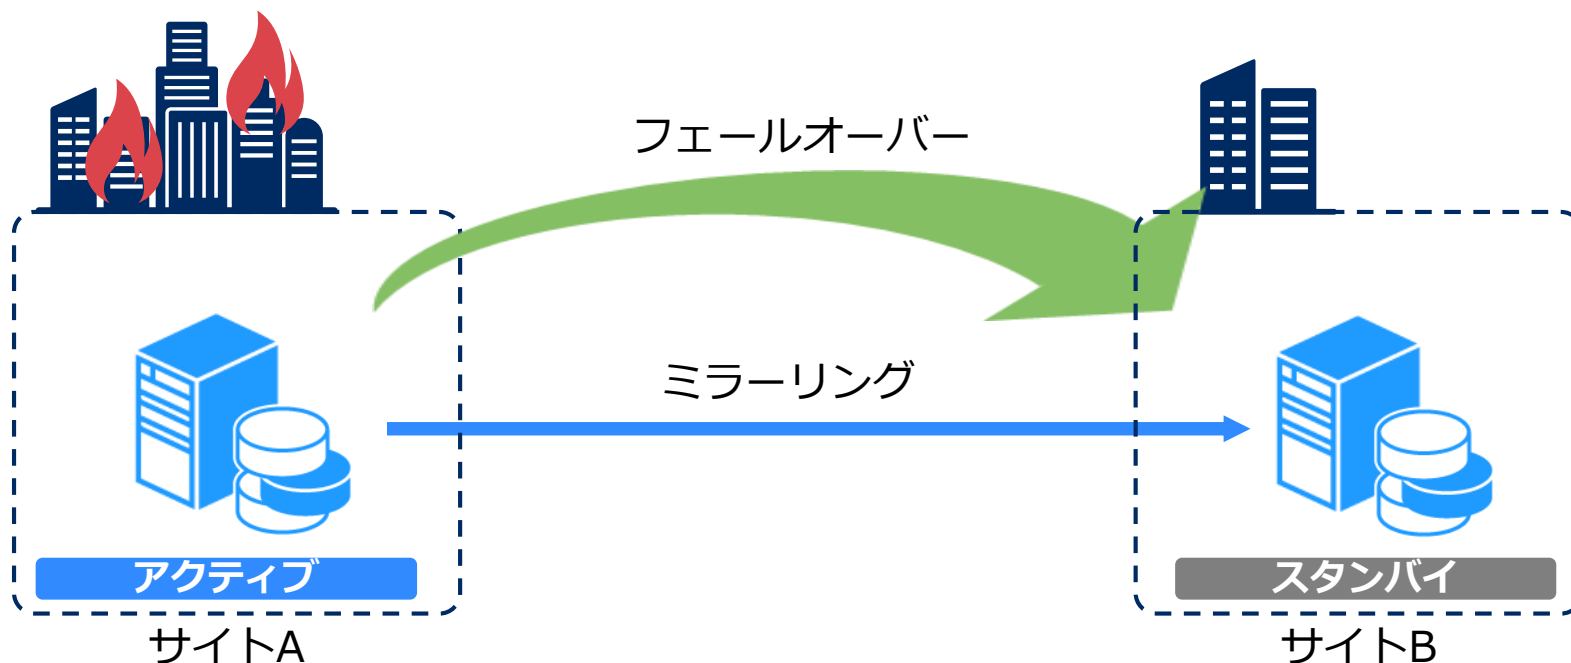 フェールオーバー
ミラーリング
アクティブ
スタンバイ
サイトA
サイトB